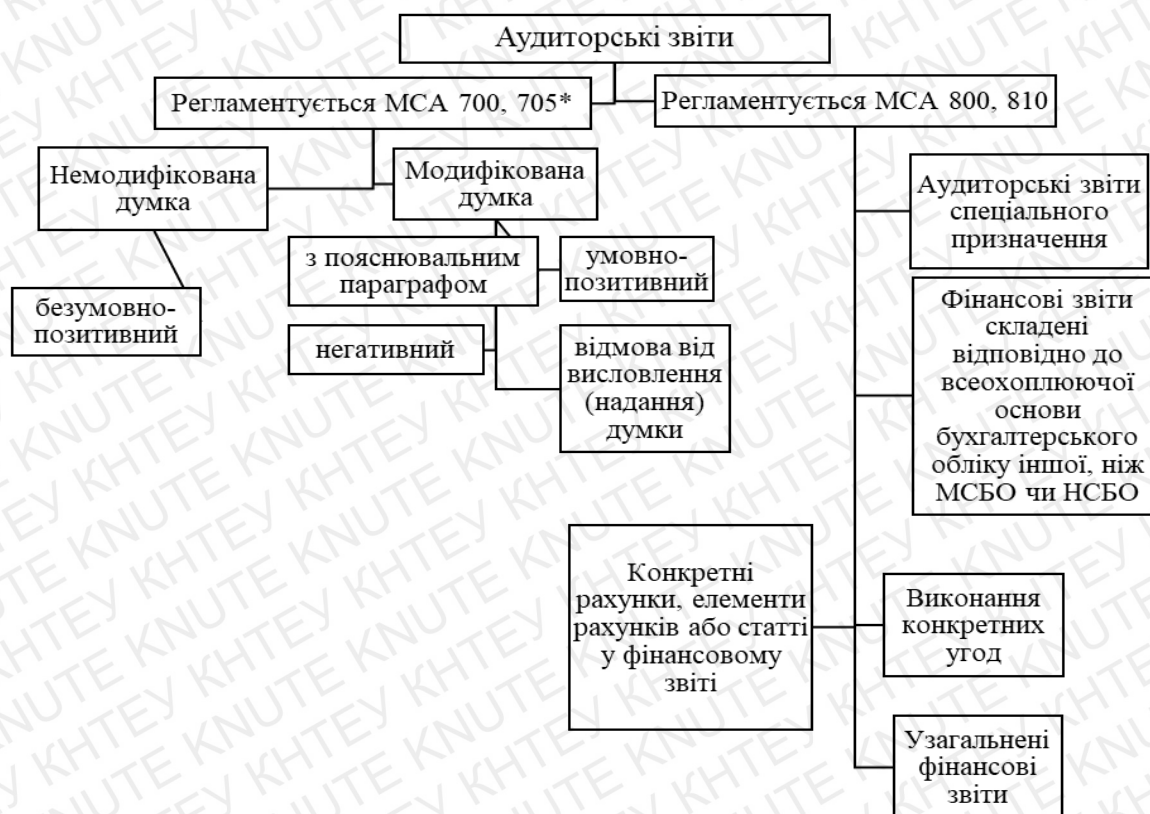 Аудиторські звіти
Регламентується МСА 700, 705*
Регламентується МСА 800, 810
Немодифікована
думка
Модифікована
думка
безумовно-
позитивний
з пояснювальним
параграфом
умовно-
позитивний
негативний
відмова від
висловлення
(надання)
думки
Аудиторські звіти
спеціального
призначення
Фінансові звіти
складені
відповідно до
всеохоплюючої
основи
бухгалтерського
обліку іншої, ніж
МСБО чи НСБО
Конкретні
рахунки, елементи
рахунків або статті
у фінансовому
звіті
Виконання
конкретних
угод
Узагальнені
фінансові
звіти